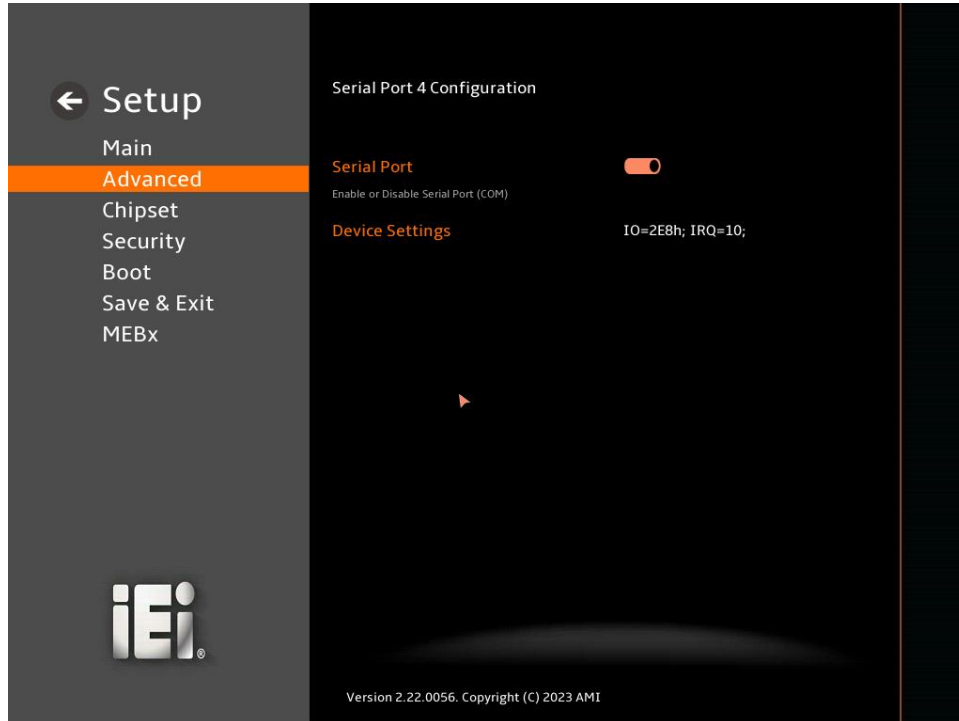 Setup
Main
Advanced
Chipset
Security
Boot
Save & Exit
MEBx
iEi®
Serial Port 4 Configuration
Serial Port
Enable or Disable Serial Port (COM)
Device Settings IO=2E8h; IRQ=10;
Version 2.22.0056. Copyright (C) 2023 AMI